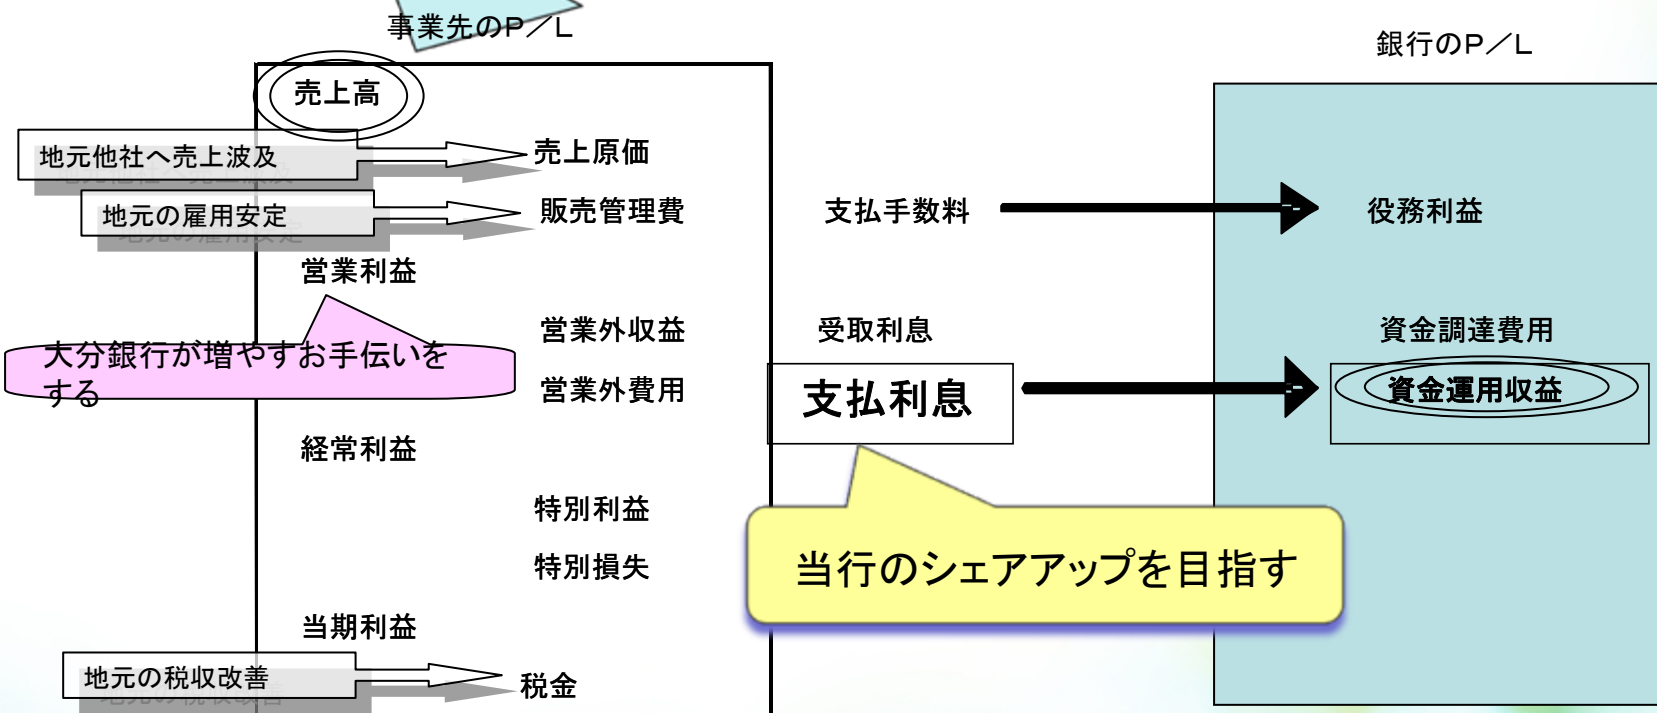 事業先のP／L
銀行のP／L
売上高
地元他社へ売上波及
売上原価
地元の雇用安定
販売管理費
支払手数料
役務利益
営業利益
営業外収益
受取利息
資金調達費用
大分銀行が増やすお手伝いを
する
営業外費用
支払利息
資金運用収益
経常利益
特別利益
当行のシェアアップを目指す
特別損失
当期利益
地元の税収改善
税金